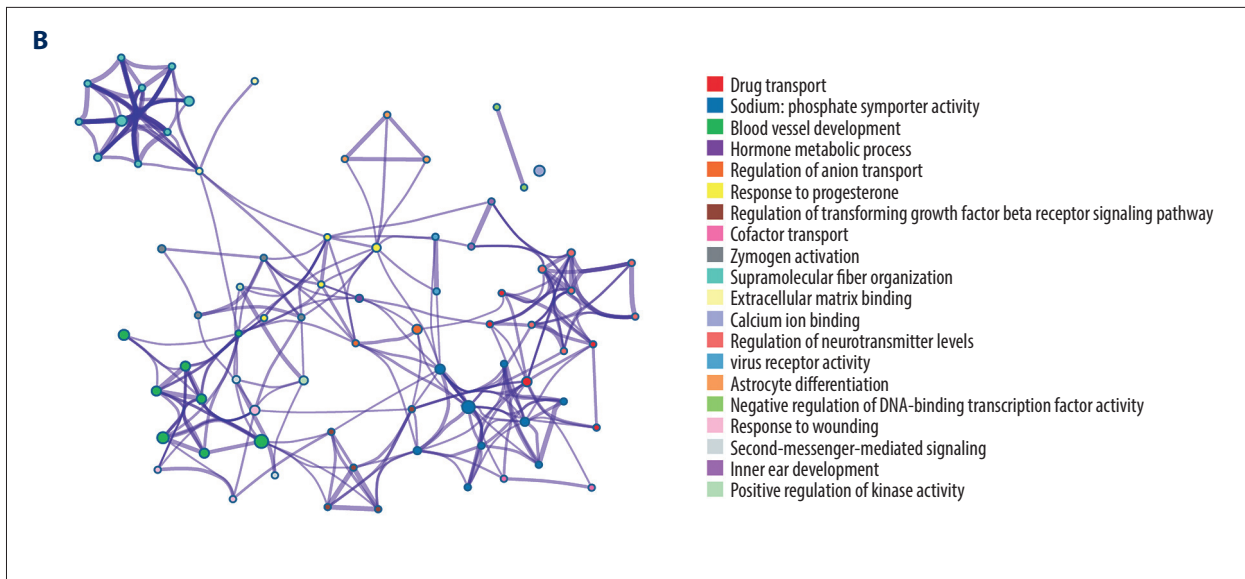 B
Drug transport
Sodium: phosphate symporter activity
Blood vessel development
Hormone metabolic process
Regulation of anion transport
Response to progesterone
Regulation of transforming growth factor beta receptor signaling pathway
Cofactor transport
Zymogen activation
Supramolecular fiber organization
Extracellular matrix binding
Calcium ion binding
Regulation of neurotransmitter levels
virus receptor activity
Astrocyte differentiation
Negative regulation of DNA-binding transcription factor activity
Response to wounding
Second-messenger-mediated signaling
Inner ear development
Positive regulation of kinase activity